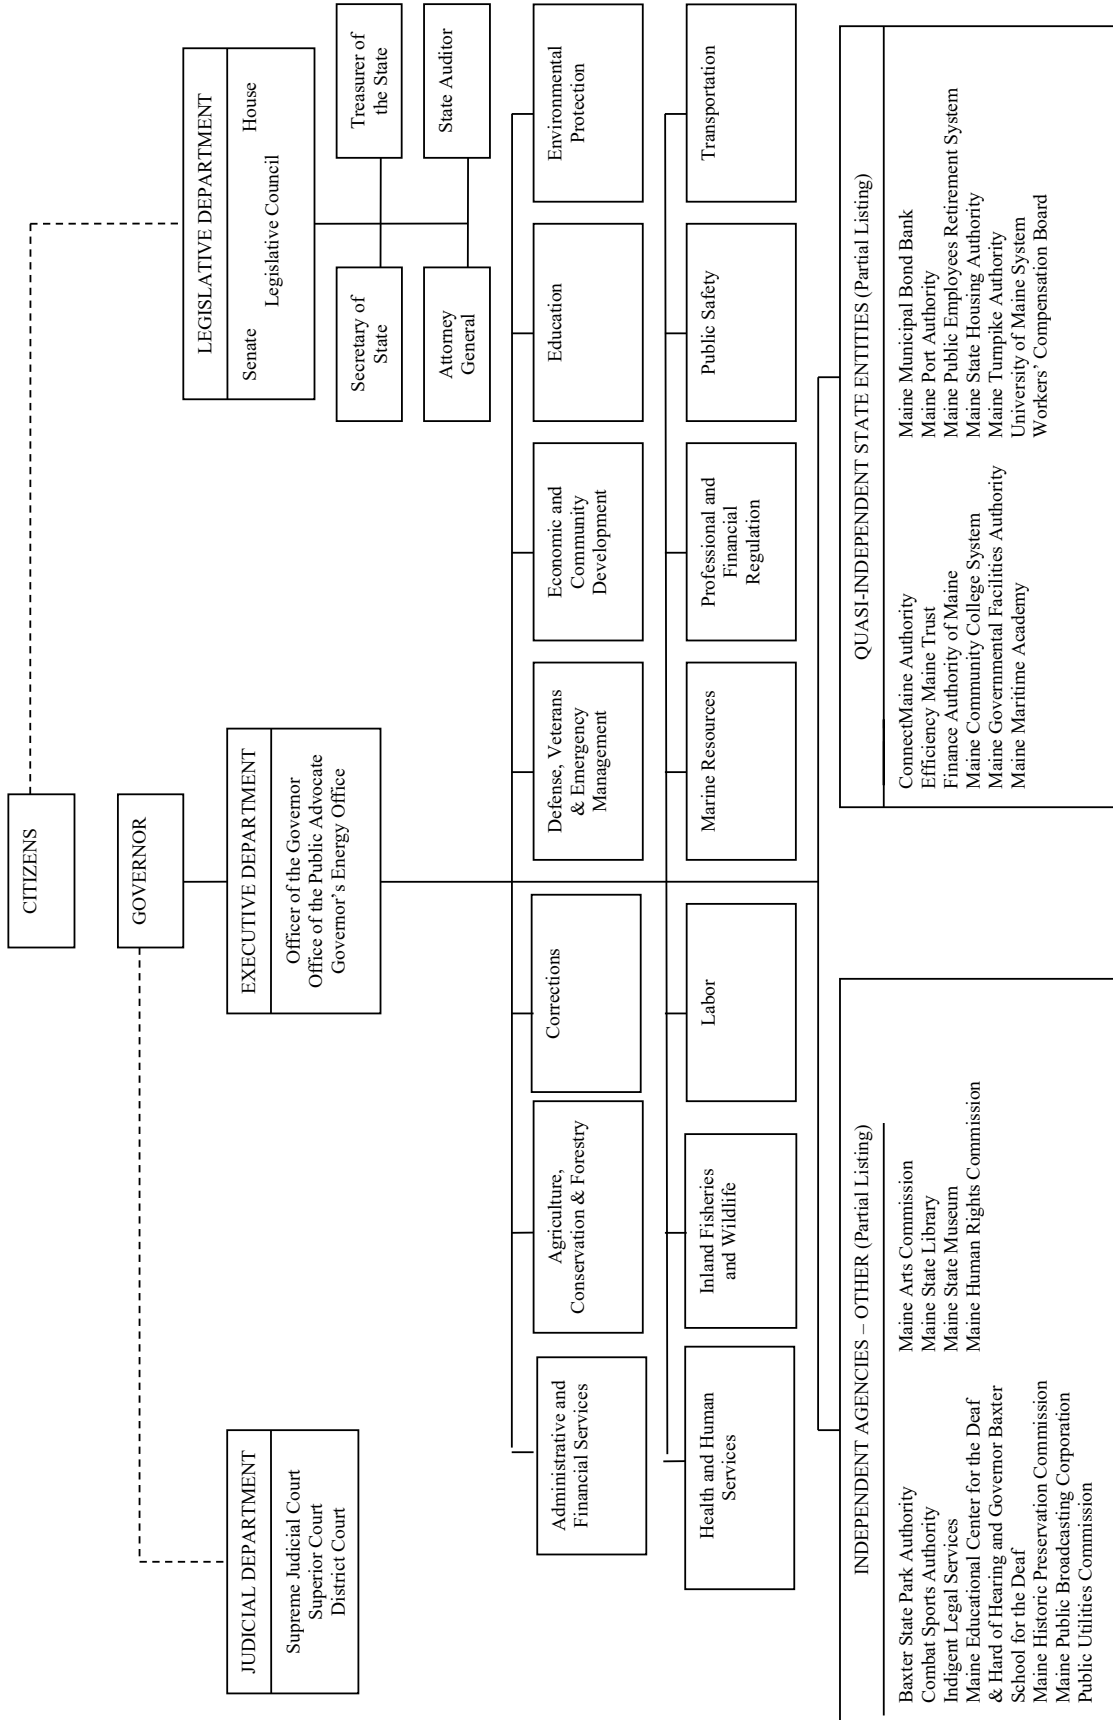 CITIZENS
GOVERNOR
JUDICIAL DEPARTMENT
Supreme Judicial Court
Superior Court
District Court
EXECUTIVE DEPARTMENT
Officer of the Governor
Office of the Public Advocate
Governor's Energy Office
LEGISLATIVE DEPARTMENT
Senate House
Legislative Council
Secretary of
State
Treasurer of
the State
Attorney
General
State Auditor
Administrative and
Financial Services
Agriculture,
Conservation & Forestry
Corrections
Defense, Veterans
& Emergency
Management
Economic and
Community
Development
Education
Environmental
Protection
Health and Human
Services
Inland Fisheries
and Wildlife
Labor
Marine Resources
Professional and
Financial
Regulation
Public Safety
Transportation
INDEPENDENT AGENCIES – OTHER (Partial Listing)
Baxter State Park Authority
Combat Sports Authority
Indigent Legal Services
Maine Educational Center for the Deaf
& Hard of Hearing and Governor Baxter
School for the Deaf
Maine Historic Preservation Commission
Maine Public Broadcasting Corporation
Public Utilities Commission
Maine Arts Commission
Maine State Library
Maine State Museum
Maine Human Rights Commission
QUASI-INDEPENDENT STATE ENTITIES (Partial Listing)
ConnectMaine Authority
Efficiency Maine Trust
Finance Authority of Maine
Maine Community College System
Maine Governmental Facilities Authority
Maine Maritime Academy
Maine Municipal Bond Bank
Maine Port Authority
Maine Public Employees Retirement System
Maine State Housing Authority
Maine Turnpike Authority
University of Maine System
Workers' Compensation Board